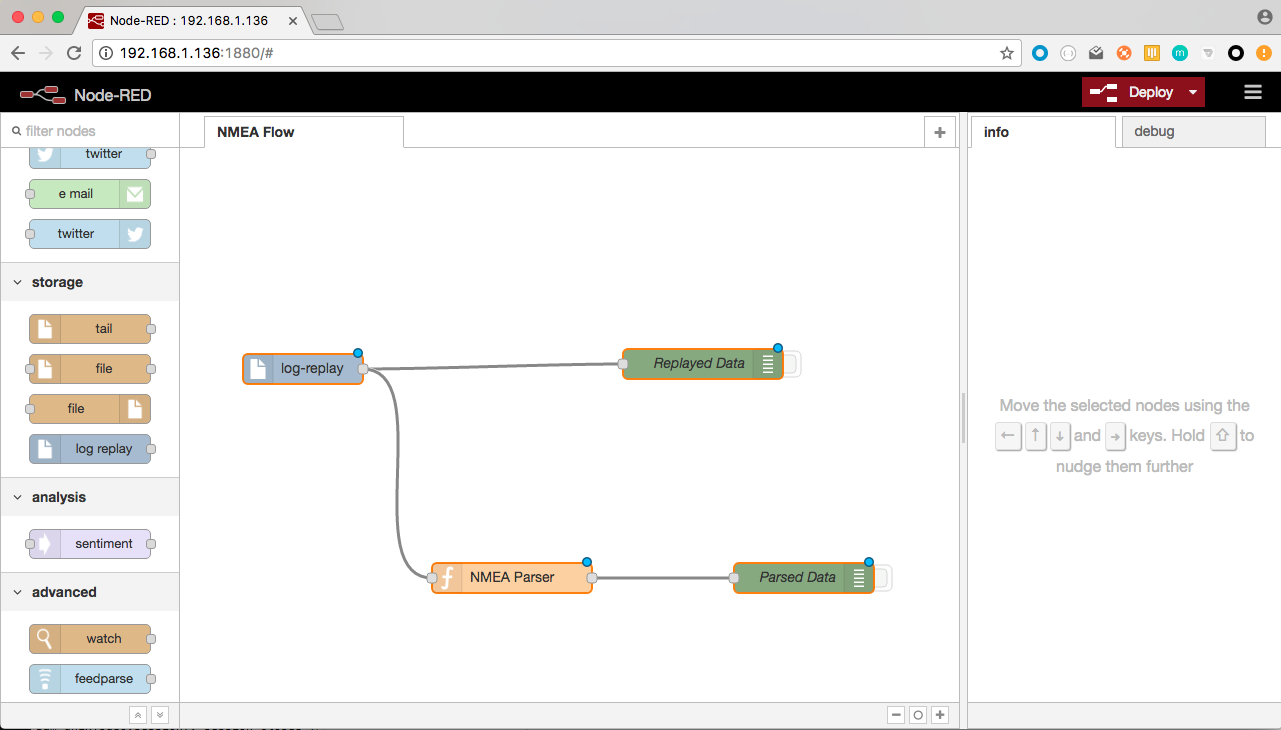 Node-RED : 192.168.1.136
192.168.1.136:1880/#
Node-RED
Deploy
filter nodes
NMEA Flow
info
debug
twitter
e mail
twitter
storage
tail
file
file
log replay
analysis
sentiment
advanced
watch
feedparse
log-replay
Replayed Data
NMEA Parser
Parsed Data
Move the selected nodes using the
← ↑ ↓ and → keys. Hold ⇧ to
nudge them further